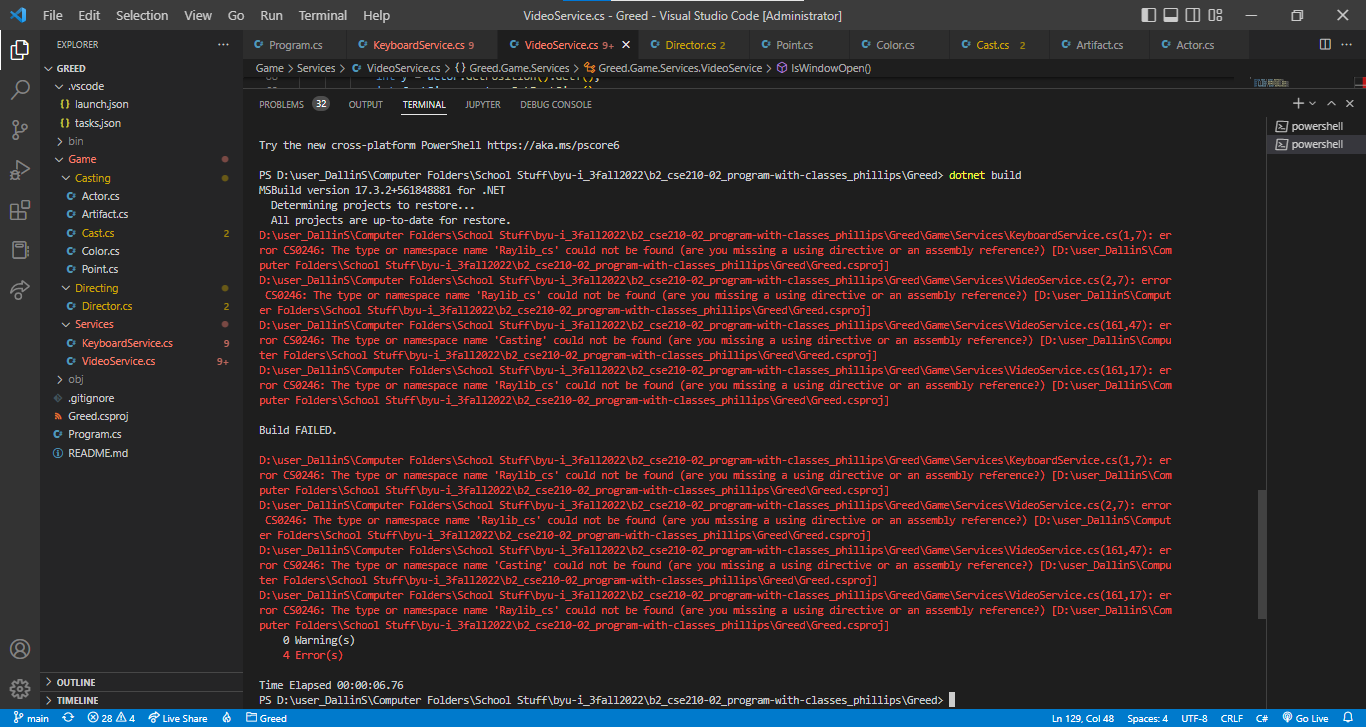 File Edit Selection View Go Run Terminal Help VideoService.cs - Greed - Visual Studio Code [Administrator]
EXPLORER ···
Program.cs KeyboardService.cs 9 VideoService.cs 9+ Director.cs 2 Point.cs Color.cs Cast.cs 2 Artifact.cs Actor.cs
Game > Services > VideoService.cs > {} Greed.Game.Services > Greed.Game.Services.VideoService > IsWindowOpen()
GREED
.vscode
launch.json
tasks.json
bin
Game
Casting
Actor.cs
Artifact.cs
Cast.cs 2
Color.cs
Point.cs
Directing
Director.cs 2
Services
KeyboardService.cs 9
VideoService.cs 9+
obj
.gitignore
Greed.csproj
Program.cs
README.md
OUTLINE
TIMELINE
PROBLEMS 32 OUTPUT TERMINAL JUPYTER DEBUG CONSOLE
powershell
powershell
Try the new cross-platform PowerShell https://aka.ms/pscore6
PS D:\user_DallinS\Computer Folders\School Stuff\byu-i_3fall2022\b2_cse210-02_program-with-classes_phillips\Greed> dotnet build
MSBuild version 17.3.2+561848881 for .NET
Determining projects to restore...
All projects are up-to-date for restore.
D:\user_DallinS\Computer Folders\School Stuff\byu-i_3fall2022\b2_cse210-02_program-with-classes_phillips\Greed\Game\Services\KeyboardService.cs(1,7): er
ror CS0246: The type or namespace name 'Raylib_cs' could not be found (are you missing a using directive or an assembly reference?) [D:\user_DallinS\Com
puter Folders\School Stuff\byu-i_3fall2022\b2_cse210-02_program-with-classes_phillips\Greed\Greed.csproj]
D:\user_DallinS\Computer Folders\School Stuff\byu-i_3fall2022\b2_cse210-02_program-with-classes_phillips\Greed\Game\Services\VideoService.cs(2,7): error
CS0246: The type or namespace name 'Raylib_cs' could not be found (are you missing a using directive or an assembly reference?) [D:\user_DallinS\Comput
er Folders\School Stuff\byu-i_3fall2022\b2_cse210-02_program-with-classes_phillips\Greed\Greed.csproj]
D:\user_DallinS\Computer Folders\School Stuff\byu-i_3fall2022\b2_cse210-02_program-with-classes_phillips\Greed\Game\Services\VideoService.cs(161,47): er
ror CS0246: The type or namespace name 'Casting' could not be found (are you missing a using directive or an assembly reference?) [D:\user_DallinS\Compu
ter Folders\School Stuff\byu-i_3fall2022\b2_cse210-02_program-with-classes_phillips\Greed\Greed.csproj]
D:\user_DallinS\Computer Folders\School Stuff\byu-i_3fall2022\b2_cse210-02_program-with-classes_phillips\Greed\Game\Services\VideoService.cs(161,17): er
ror CS0246: The type or namespace name 'Raylib_cs' could not be found (are you missing a using directive or an assembly reference?) [D:\user_DallinS\Com
puter Folders\School Stuff\byu-i_3fall2022\b2_cse210-02_program-with-classes_phillips\Greed\Greed.csproj]
Build FAILED.
D:\user_DallinS\Computer Folders\School Stuff\byu-i_3fall2022\b2_cse210-02_program-with-classes_phillips\Greed\Game\Services\KeyboardService.cs(1,7): er
ror CS0246: The type or namespace name 'Raylib_cs' could not be found (are you missing a using directive or an assembly reference?) [D:\user_DallinS\Com
puter Folders\School Stuff\byu-i_3fall2022\b2_cse210-02_program-with-classes_phillips\Greed\Greed.csproj]
D:\user_DallinS\Computer Folders\School Stuff\byu-i_3fall2022\b2_cse210-02_program-with-classes_phillips\Greed\Game\Services\VideoService.cs(2,7): error
CS0246: The type or namespace name 'Raylib_cs' could not be found (are you missing a using directive or an assembly reference?) [D:\user_DallinS\Comput
er Folders\School Stuff\byu-i_3fall2022\b2_cse210-02_program-with-classes_phillips\Greed\Greed.csproj]
D:\user_DallinS\Computer Folders\School Stuff\byu-i_3fall2022\b2_cse210-02_program-with-classes_phillips\Greed\Game\Services\VideoService.cs(161,47): er
ror CS0246: The type or namespace name 'Casting' could not be found (are you missing a using directive or an assembly reference?) [D:\user_DallinS\Compu
ter Folders\School Stuff\byu-i_3fall2022\b2_cse210-02_program-with-classes_phillips\Greed\Greed.csproj]
D:\user_DallinS\Computer Folders\School Stuff\byu-i_3fall2022\b2_cse210-02_program-with-classes_phillips\Greed\Game\Services\VideoService.cs(161,17): er
ror CS0246: The type or namespace name 'Raylib_cs' could not be found (are you missing a using directive or an assembly reference?) [D:\user_DallinS\Com
puter Folders\School Stuff\byu-i_3fall2022\b2_cse210-02_program-with-classes_phillips\Greed\Greed.csproj]
0 Warning(s)
4 Error(s)
Time Elapsed 00:00:06.76
PS D:\user_DallinS\Computer Folders\School Stuff\byu-i_3fall2022\b2_cse210-02_program-with-classes_phillips\Greed>
main 28 4 Live Share Greed Ln 129, Col 48 Spaces: 4 UTF-8 CRLF C# Go Live